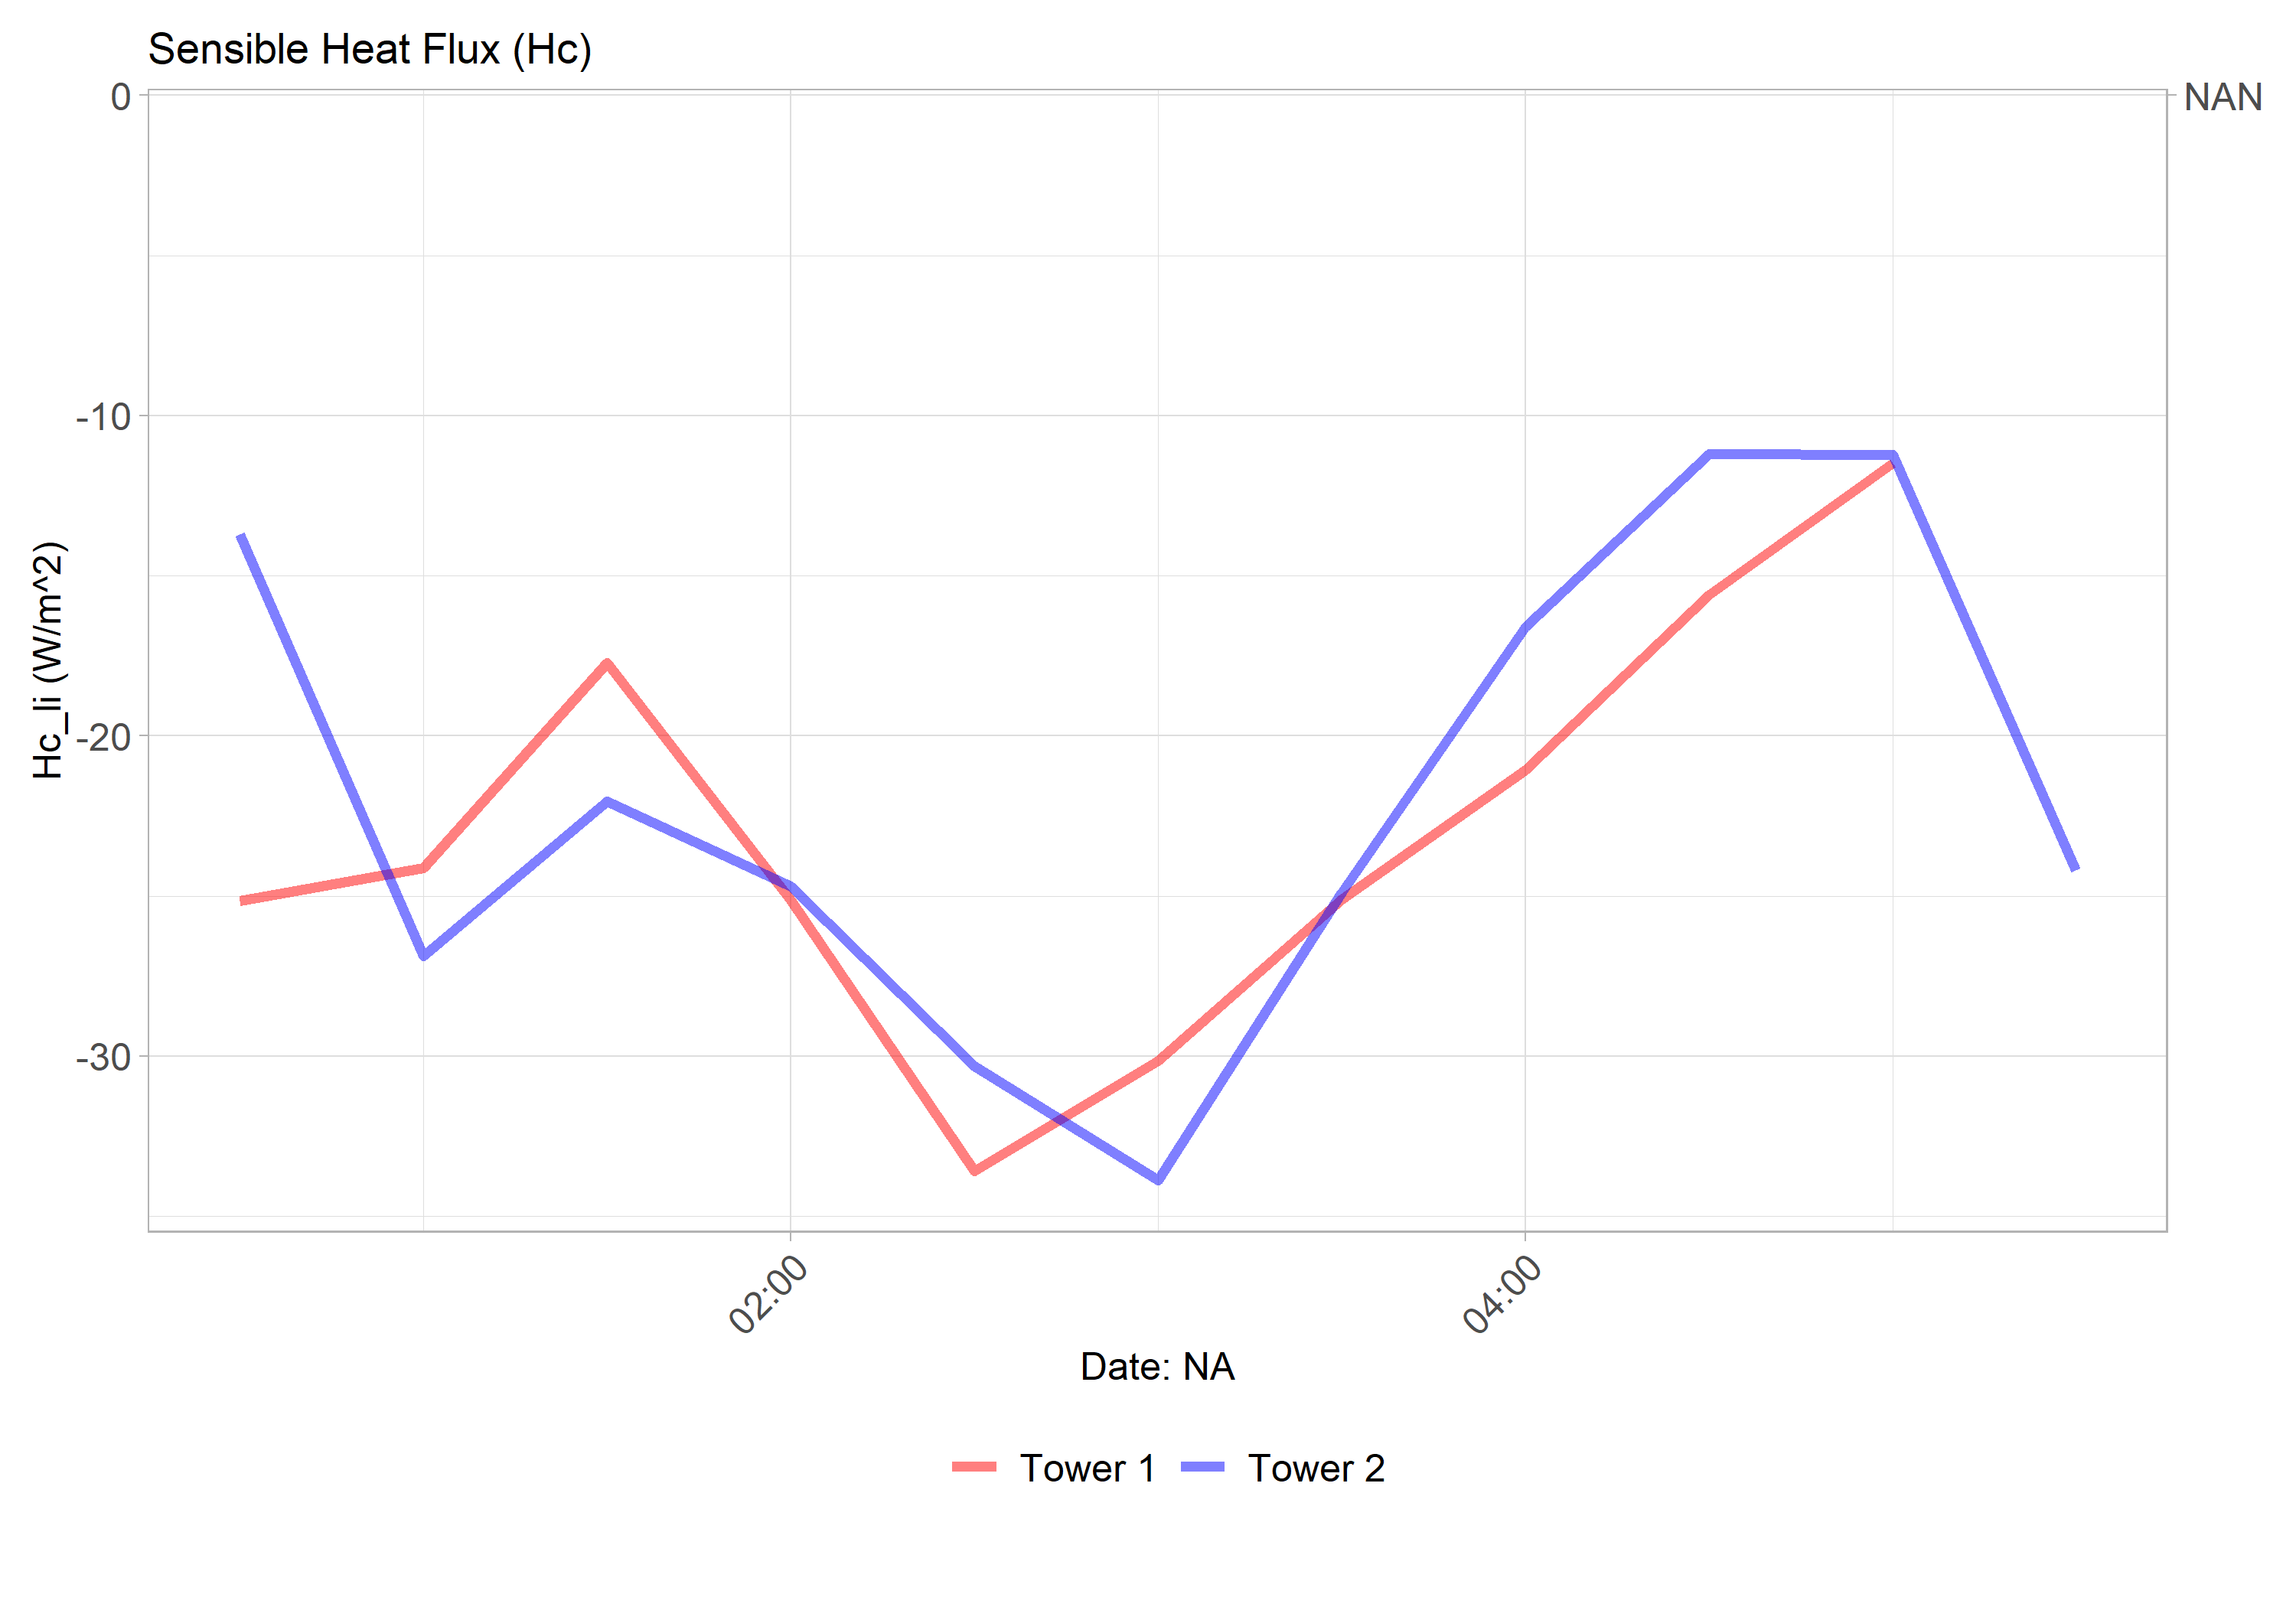 Sensible Heat Flux (Hc)
0
NAN
-10
-20
-30
Hc_li (W/m^2)
02:00
04:00
Date: NA
Tower 1
Tower 2